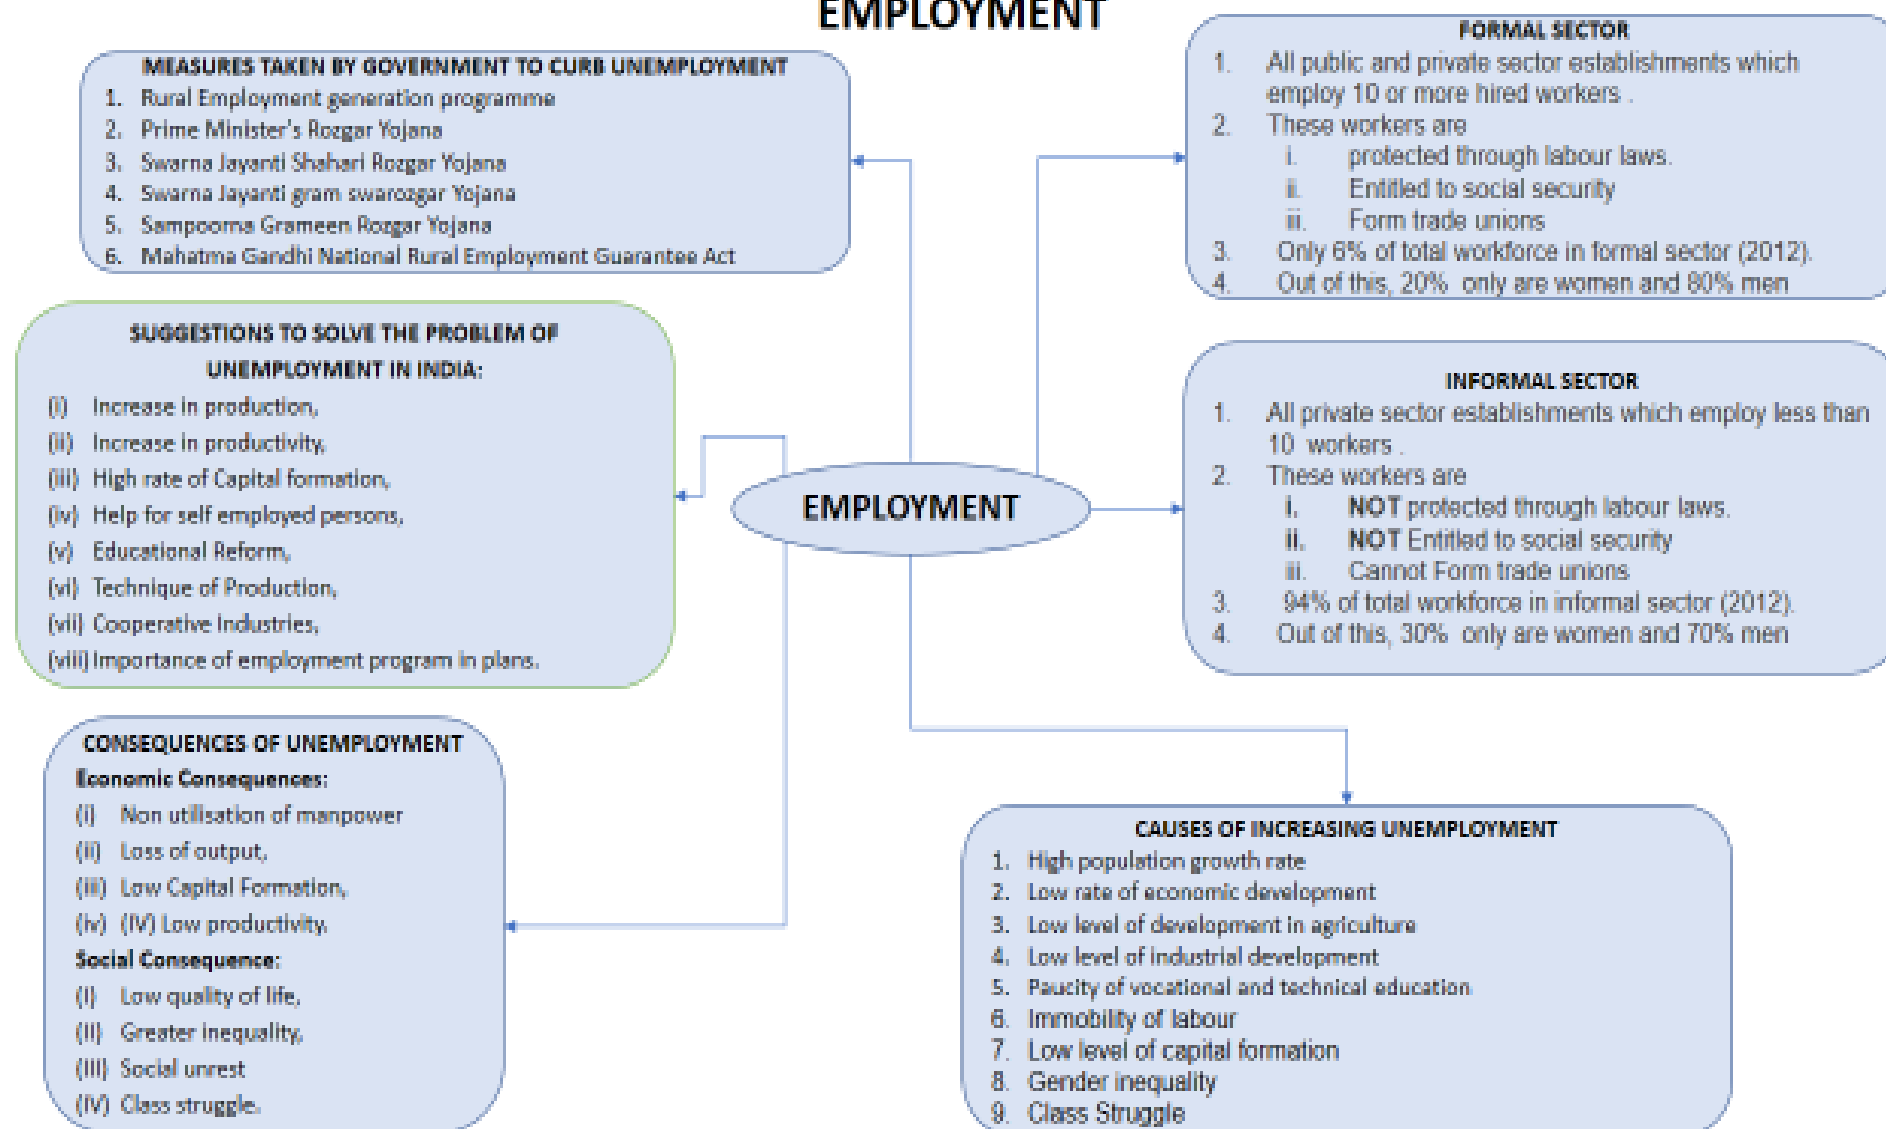 EMPLOYMENT
MEASURES TAKEN BY GOVERNMENT TO CURB UNEMPLOYMENT
1. Rural Employment generation programme
2. Prime Minister's Rozgar Yojana
3. Swarna Jayanti Shahari Rozgar Yojana
4. Swarna Jayanti gram swarozgar Yojana
5. Sampoorna Grameen Rozgar Yojana
6. Mahatma Gandhi National Rural Employment Guarantee Act
FORMAL SECTOR
1. All public and private sector establishments which
employ 10 or more hired workers .
2. These workers are
i. protected through labour laws.
ii. Entitled to social security
iii. Form trade unions
3. Only 6% of total workforce in formal sector (2012).
4. Out of this, 20% only are women and 80% men
SUGGESTIONS TO SOLVE THE PROBLEM OF
UNEMPLOYMENT IN INDIA:
(i) Increase in production,
(ii) Increase in productivity,
(iii) High rate of Capital formation,
(iv) Help for self employed persons,
(v) Educational Reform,
(vi) Technique of Production,
(vii) Cooperative Industries,
(viii) Importance of employment program in plans.
EMPLOYMENT
INFORMAL SECTOR
1. All private sector establishments which employ less than
10 workers .
2. These workers are
i. NOT protected through labour laws.
ii. NOT Entitled to social security
iii. Cannot Form trade unions
3. 94% of total workforce in informal sector (2012).
4. Out of this, 30% only are women and 70% men
CONSEQUENCES OF UNEMPLOYMENT
Economic Consequences:
(i) Non utilisation of manpower
(ii) Loss of output,
(iii) Low Capital Formation,
(iv) (IV) Low productivity.
Social Consequence:
(I) Low quality of life,
(II) Greater inequality,
(III) Social unrest
(IV) Class struggle.
CAUSES OF INCREASING UNEMPLOYMENT
1. High population growth rate
2. Low rate of economic development
3. Low level of development in agriculture
4. Low level of industrial development
5. Paucity of vocational and technical education
6. Immobility of labour
7. Low level of capital formation
8. Gender inequality
9. Class Struggle